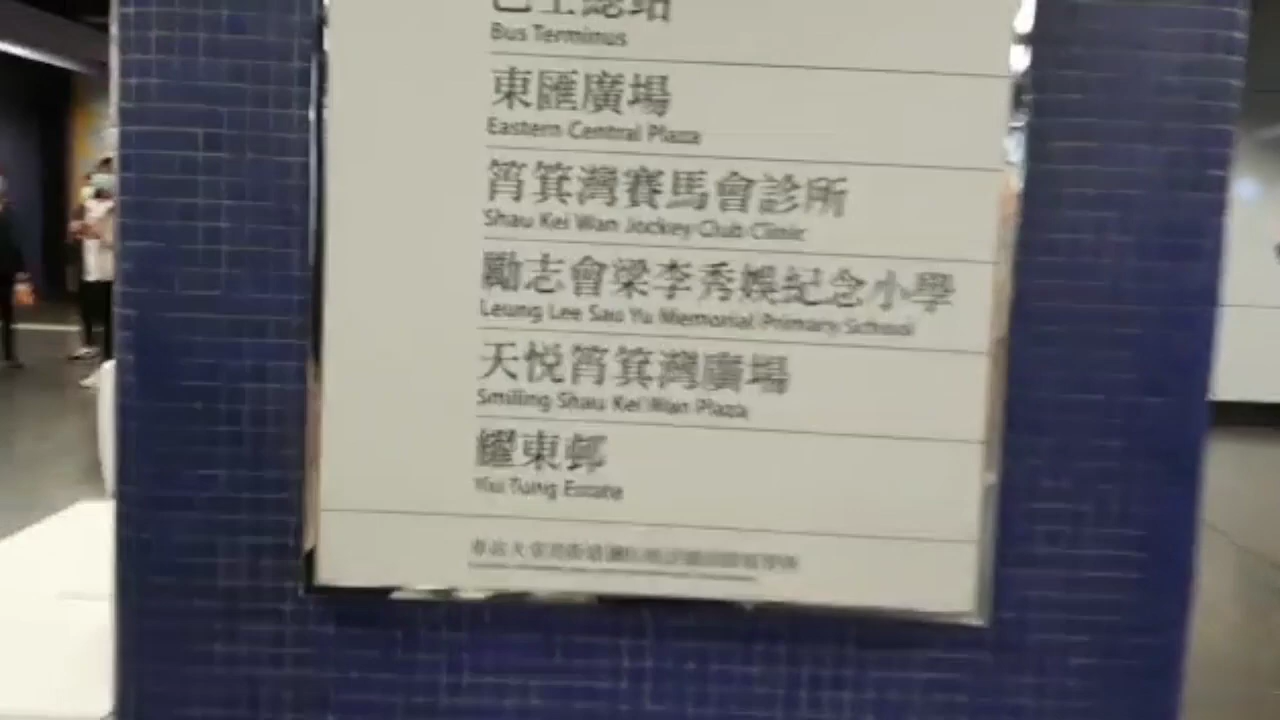 巴士總站
Bus Terminus
東匯廣場
Eastern Central Plaza
筲箕灣賽馬會診所
Shau Kei Wan Jockey Club Clinic
勵志會梁李秀娛紀念小學
Leung Lee Sau Yu Memorial Primary School
天悅筲箕灣廣場
Smiling Shau Kei Wan Plaza
耀東邨
Yiu Tung Estate